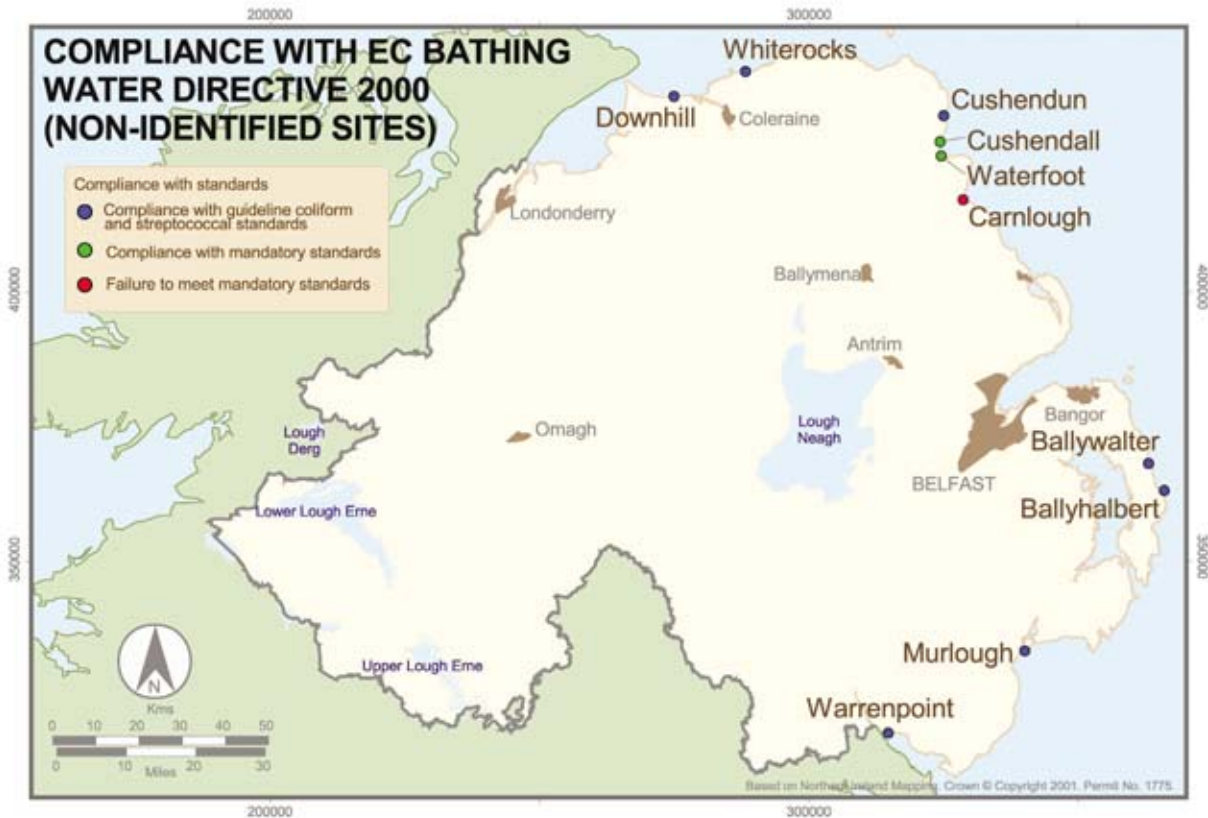 200000
300000
COMPLIANCE WITH EC BATHING
WATER DIRECTIVE 2000
(NON-IDENTIFIED SITES)
Compliance with standards
Compliance with guideline coliform
and streptococcal standards
Compliance with mandatory standards
Failure to meet mandatory standards
Whiterocks
Downhill
Coleraine
Cushendun
Cushendall
Waterfoot
Carnlough
Londonderry
Ballymena
400000
400000
Antrim
Lough
Neagh
Bangor
Omagh
Lough
Derg
Ballywalter
BELFAST
Ballyhalbert
Lower Lough Erne
350000
350000
Murlough
Upper Lough Erne
Warrenpoint
N
Kms
0 10 20 30 40 50
0 10 20 30
Miles
Based on Northern Ireland Mapping. Crown © Copyright 2001. Permit No. 1775.
200000
300000